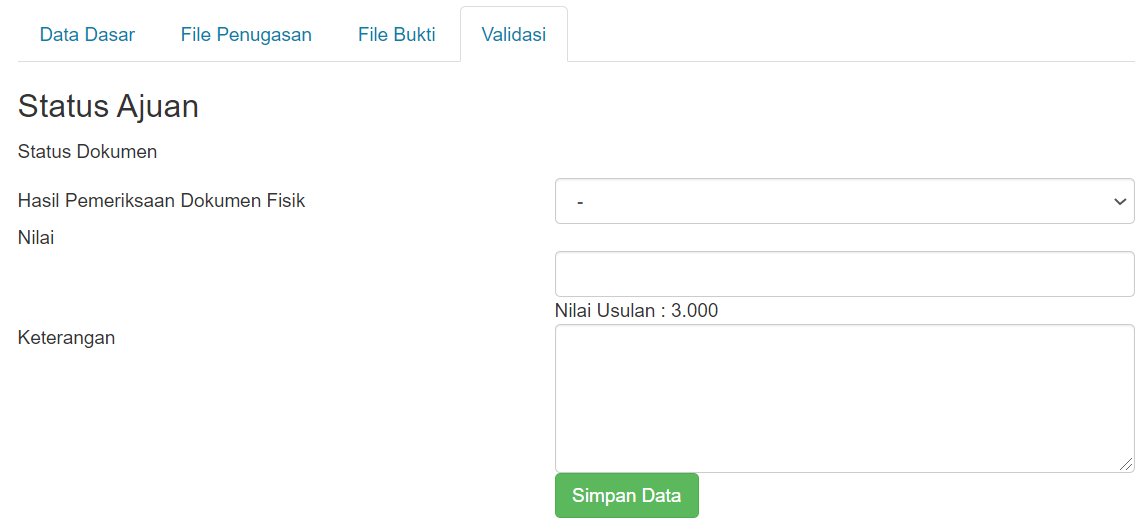 Data Dasar File Penugasan File Bukti Validasi
Status Ajuan
Status Dokumen
Hasil Pemeriksaan Dokumen Fisik -
Nilai
Nilai Usulan : 3.000
Keterangan
Simpan Data